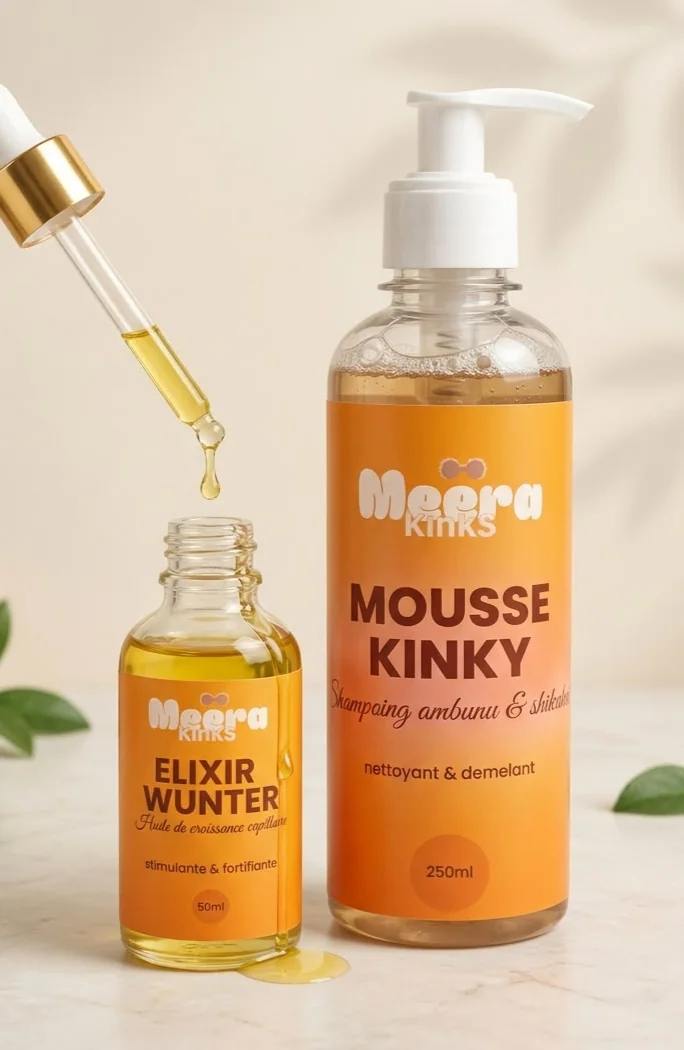 Meera
KINKS
ELIXIR
WUNTER
Huile de croissance capillaire
stimulante & fortifiante
50ml
Meera
KINKS
MOUSSE
KINKY
Shampoing ambunu &
nettoyant & demelant
250ml